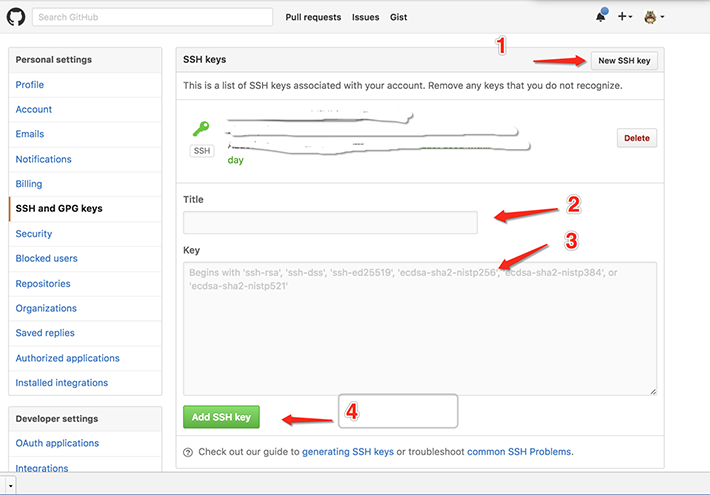 Search GitHub
Pull requests
Issues
Gist
1
Personal settings
Profile
Account
Emails
Notifications
Billing
SSH and GPG keys
Security
Blocked users
Repositories
Organizations
Saved replies
Authorized applications
Installed integrations
Developer settings
OAuth applications
Integrations
SSH keys
New SSH key
This is a list of SSH keys associated with your account. Remove any keys that you do not recognize.
SSH
day
Delete
Title
2
3
Key
Begins with 'ssh-rsa', 'ssh-dss', 'ssh-ed25519', 'ecdsa-sha2-nistp256', 'ecdsa-sha2-nistp384', or
'ecdsa-sha2-nistp521'
Add SSH key
4
Check out our guide to generating SSH keys or troubleshoot common SSH Problems.